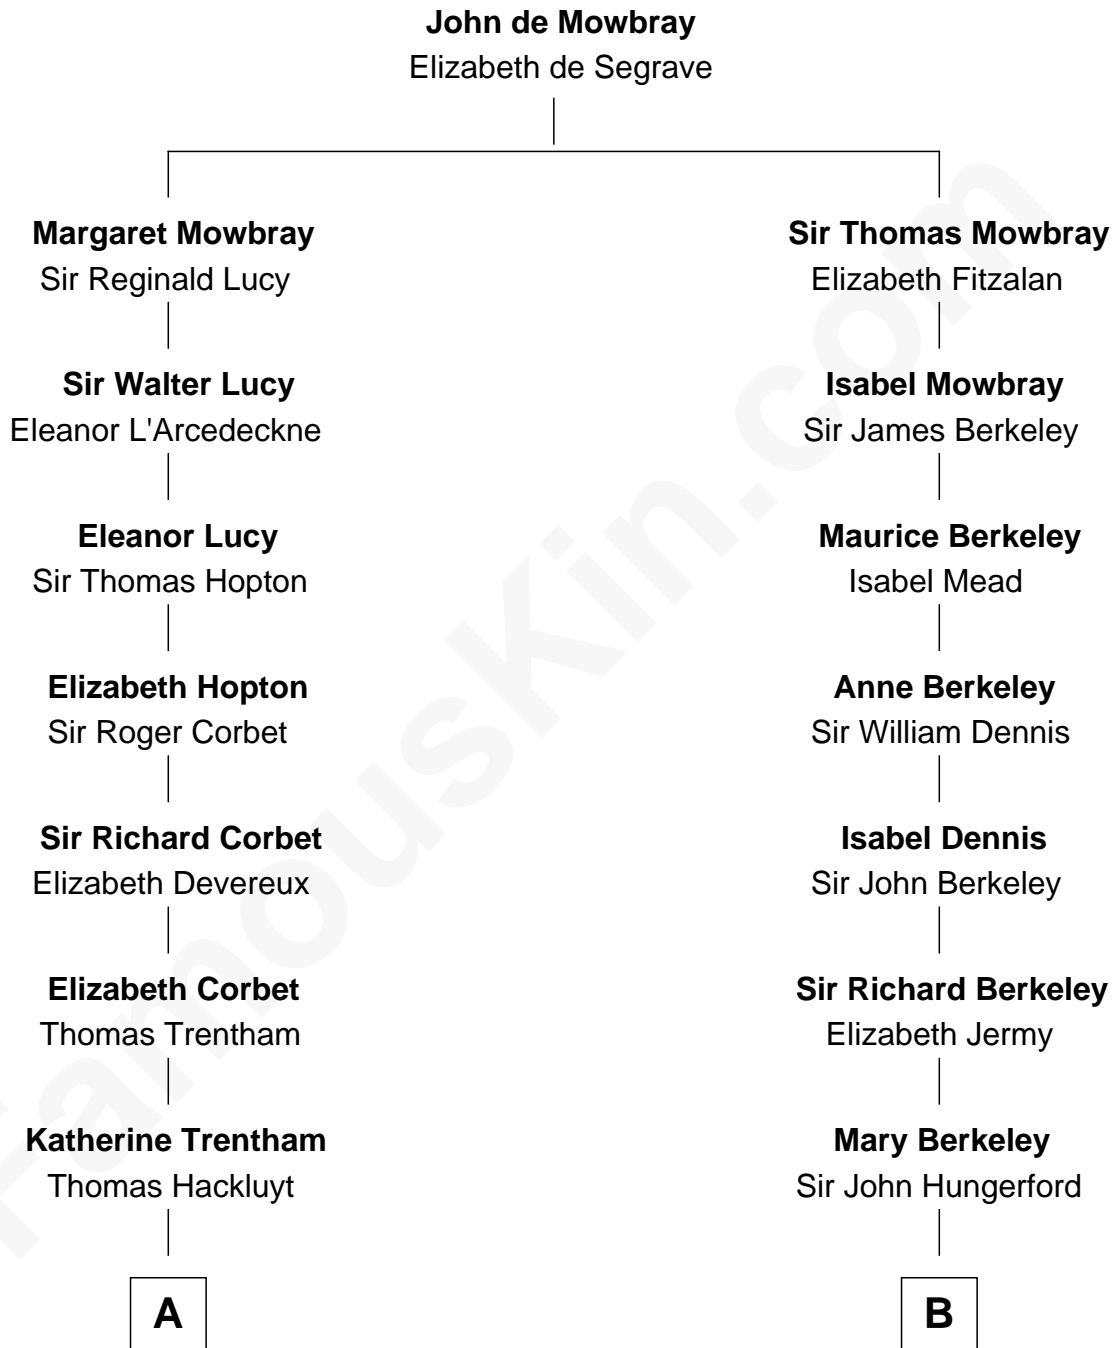 John de Mowbray
Elizabeth de Segrave
Margaret Mowbray
Sir Reginald Lucy
Sir Thomas Mowbray
Elizabeth Fitzalan
Sir Walter Lucy
Eleanor L'Arcedeckne
Isabel Mowbray
Sir James Berkeley
Eleanor Lucy
Sir Thomas Hopton
Maurice Berkeley
Isabel Mead
Elizabeth Hopton
Sir Roger Corbet
Anne Berkeley
Sir William Dennis
Sir Richard Corbet
Elizabeth Devereux
Isabel Dennis
Sir John Berkeley
Elizabeth Corbet
Thomas Trentham
Sir Richard Berkeley
Elizabeth Jermy
Katherine Trentham
Thomas Hackluyt
Mary Berkeley
Sir John Hungerford
A
B
FamousKin.com